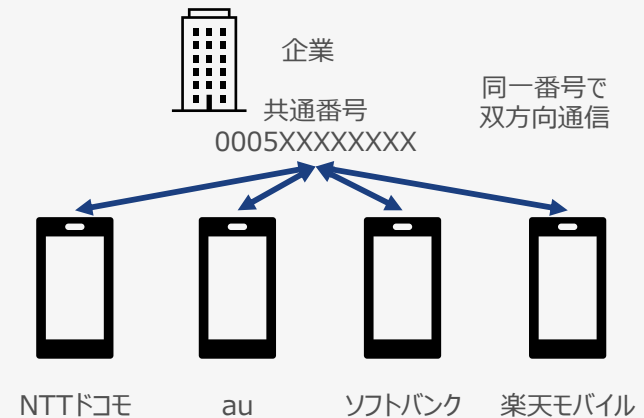 企業
共通番号
0005XXXXXXXX
同一番号で
双方向通信
NTTドコモ
au
ソフトバンク
楽天モバイル